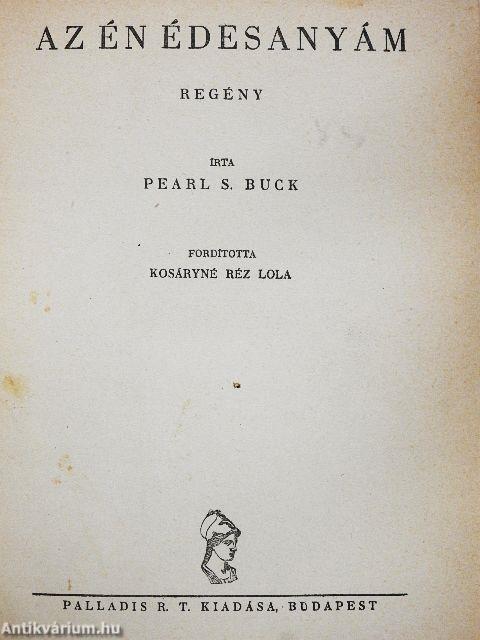 AZ ÉN ÉDESANYÁM
REGÉNY
ÍRTA
PEARL S. BUCK
FORDÍTOTTA
KOSÁRYNÉ RÉZ LOLA
PALLADIS R. T. KIADÁSA, BUDAPEST
Antikvárium.hu